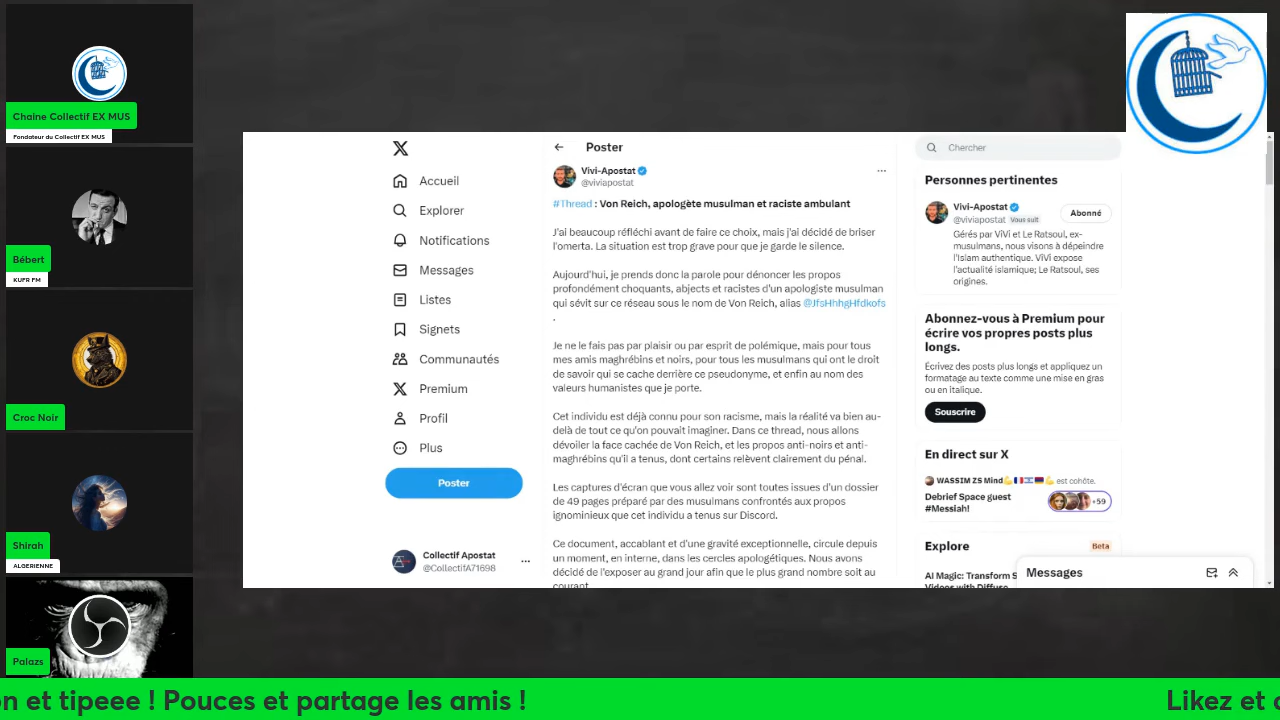 Chaine Collectif EX MUS
Fondateur du Collectif EX MUS
Bébert
KUFR FM
Croc Noir
Shirah
ALGERIENNE
Palazs
Accueil
Explorer
Notifications
Messages
Listes
Signets
Communautés
Premium
Profil
Plus
Poster
Collectif Apostat
@CollectifA71698
Poster
Vivi-Apostat
@viviapostat
#Thread : Von Reich, apologète musulman et raciste ambulant
J'ai beaucoup réfléchi avant de faire ce choix, mais j'ai décidé de briser
l'omerta. La situation est trop grave pour que je garde le silence.
Aujourd'hui, je prends donc la parole pour dénoncer les propos
profondément choquants, abjects et racistes d'un apologiste musulman
qui sévit sur ce réseau sous le nom de Von Reich, alias @JfsHhhgHfdkofs
.
Je ne le fais pas par plaisir ou par esprit de polémique, mais pour tous
mes amis maghrébins et noirs, pour tous les musulmans qui ont le droit
de savoir qui se cache derrière ce pseudonyme, et enfin au nom des
valeurs humanistes que je porte.
Cet individu est déjà connu pour son racisme, mais la réalité va bien au-
delà de tout ce qu'on pouvait imaginer. Dans ce thread, nous allons
dévoiler la face cachée de Von Reich, et les propos anti-noirs et anti-
maghrébins qu'il a tenus, dont certains relèvent clairement du pénal.
Les captures d'écran que vous allez voir sont toutes issues d'un dossier
de 49 pages préparé par des musulmans confrontés aux propos
ignominieux que cet individu a tenus sur Discord.
Ce document, accablant et d'une gravité exceptionnelle, circule depuis
un moment, en interne, dans les cercles apologétiques. Nous avons
décidé de l'exposer au grand jour afin que le plus grand nombre soit au
courant.
Chercher
Personnes pertinentes
Vivi-Apostat
@viviapostat Vous suit
Abonné
Gérés par ViVi et Le Ratsoul, ex-
musulmans, nous visons à dépeindre
l'Islam authentique. ViVi expose
l'actualité islamique; Le Ratsoul, ses
origines.
Abonnez-vous à Premium pour
écrire vos propres posts plus
longs.
Écrivez des posts plus longs et appliquez un
formatage au texte comme une mise en gras
ou en italique.
Souscrire
En direct sur X
WASSIM ZS Mind💪🇫🇷🇮🇱 💪 est cohôte.
Debrief Space guest
#Messiah!
+59
Explore
Beta
AI Magic: Transform S
Videos with Diffuse
Messages
on et tipeee ! Pouces et partage les amis !
Likez et